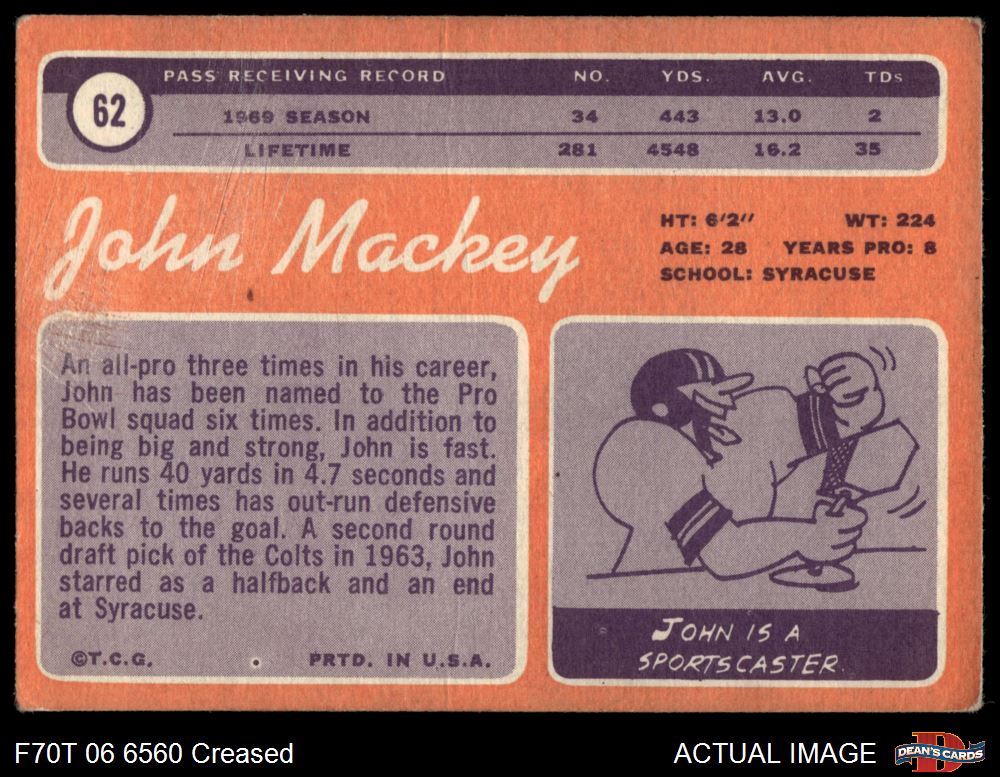 62
PASS RECEIVING RECORD NO. YDS. AVG. TDs
1969 SEASON 34 443 13.0 2
LIFETIME 281 4548 16.2 35
John Mackey
HT: 6'2" WT: 224
AGE: 28 YEARS PRO: 8
SCHOOL: SYRACUSE
An all-pro three times in his career,
John has been named to the Pro
Bowl squad six times. In addition to
being big and strong, John is fast.
He runs 40 yards in 4.7 seconds and
several times has out-run defensive
backs to the goal. A second round
draft pick of the Colts in 1963, John
starred as a halfback and an end
at Syracuse.
©T.C.G. PRTD. IN U.S.A.
JOHN IS A
SPORTSCASTER.
F70T 06 6560 Creased
ACTUAL IMAGE
DEAN'S CARDS